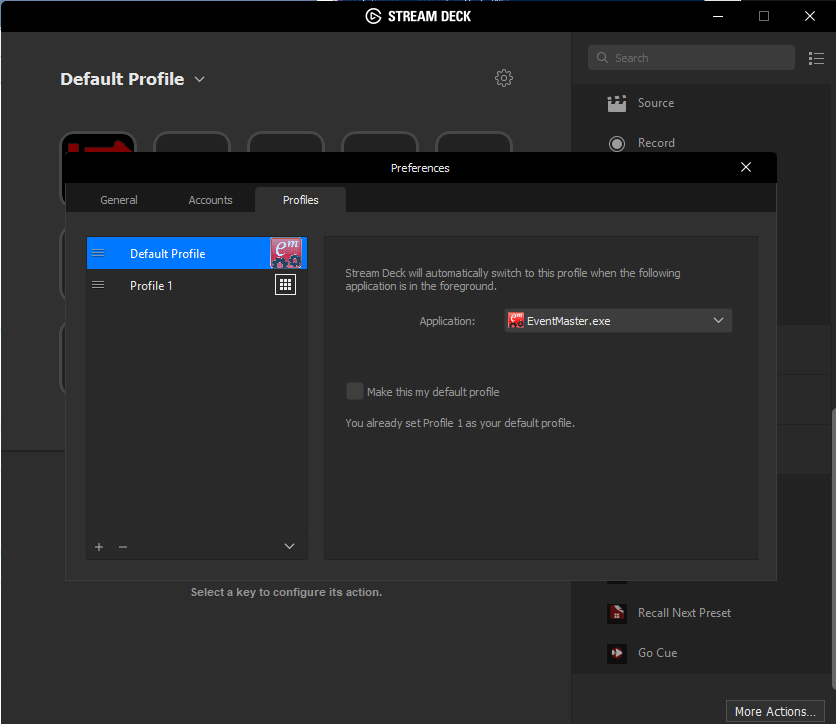 STREAM DECK
Default Profile
Search
Source
Record
Preferences
General
Accounts
Profiles
Default Profile
em
Profile 1
Stream Deck will automatically switch to this profile when the following
application is in the foreground.
Application:
em
EventMaster.exe
Make this my default profile
You already set Profile 1 as your default profile.
Select a key to configure its action.
Recall Next Preset
Go Cue
More Actions...